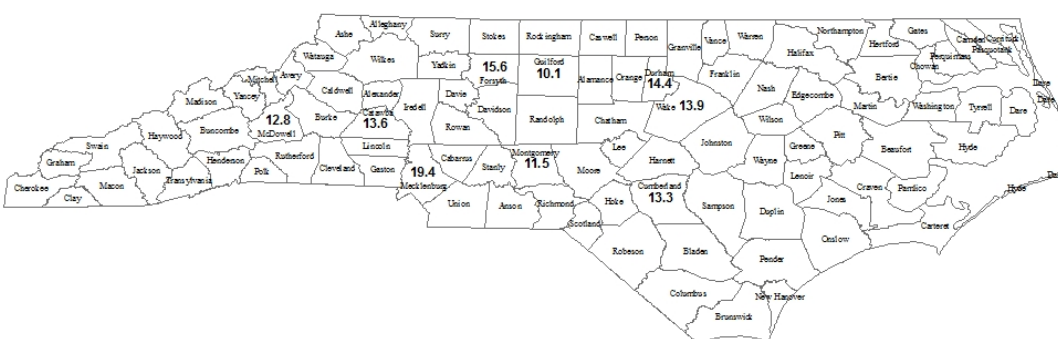 Ashe
Alleghany
Surry
Stokes
Rockingham
Caswell
Person
Granville
Vance
Warren
Halifax
Northampton
Hertford
Gates
Camden
Currituck
Pasquotank
Perquimans
Chowan
Watauga
Wilkes
Yadkin
15.6
Forsyth
Guilford
10.1
Alamance
Orange
Durham
14.4
Franklin
Nash
Edgecombe
Bertie
Mitchell
Avery
Yancey
Caldwell
Alexander
Iredell
Davie
Davidson
Randolph
Chatham
Wake 13.9
Wilson
Martin
Washington
Tyrrell
Dare
Dare
Madison
Buncombe
12.8
McDowell
Burke
Catawba
13.6
Rowan
Johnston
Greene
Pitt
Beaufort
Hyde
Haywood
Swain
Graham
Henderson
Rutherford
Lincoln
Cabarrus
Stanly
Montgomery
11.5
Moore
Lee
Harnett
Wayne
Lenoir
Craven
Pamlico
Hyde
Cherokee
Clay
Macon
Jackson
Transylvania
Polk
Cleveland
Gaston
19.4
Mecklenburg
Union
Anson
Richmond
Scotland
Hoke
Cumberland
13.3
Sampson
Duplin
Jones
Carteret
Robeson
Bladen
Pender
Onslow
Columbus
New Hanover
Brunswick